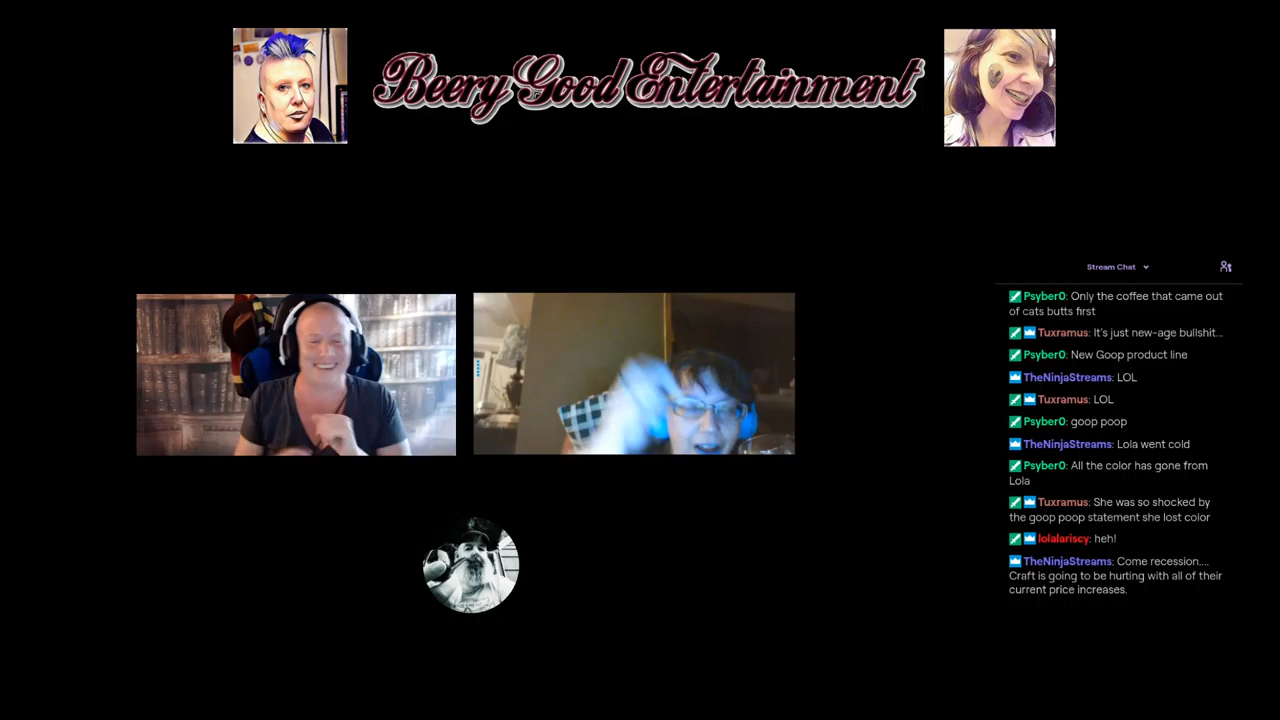 Beery Good Entertainment
Stream Chat
Psyber0: Only the coffee that came out
of cats butts first
Tuxramus: It's just new-age bullshit...
Psyber0: New Goop product line
TheNinjaStreams: LOL
Tuxramus: LOL
Psyber0: goop poop
TheNinjaStreams: Lola went cold
Psyber0: All the color has gone from
Lola
Tuxramus: She was so shocked by
the goop poop statement she lost color
lolalariscy: heh!
TheNinjaStreams: Come recession....
Craft is going to be hurting with all of their
current price increases.